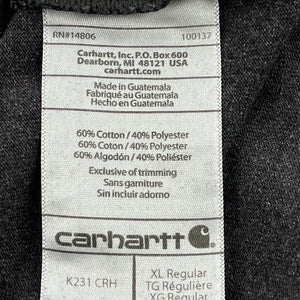 RN#14806 100137
Carhartt, Inc. P.O. Box 600
Dearborn, MI 48121 USA
carhartt.com
Made in Guatemala
Fabriqué au Guatemala
Hecho en Guatemala
60% Cotton / 40% Polyester
60% Coton / 40% Polyester
60% Algodón / 40% Poliéster
Exclusive of trimming
Sans garniture
Sin incluir adorno
carhartt
K231 CRH
XL Regular
TG Régulière
XG Regular